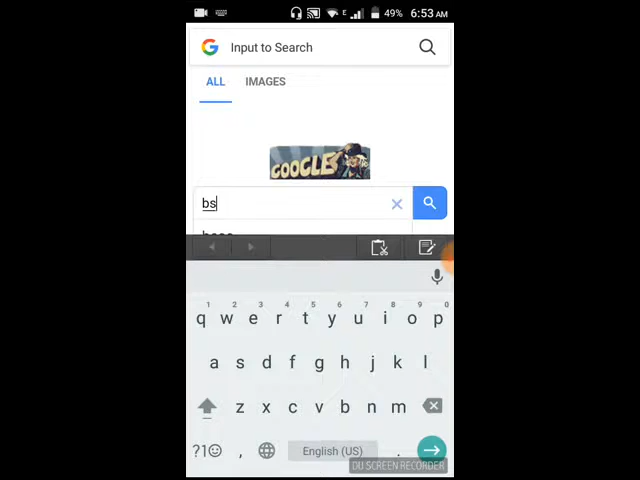 E 49% 6:53 AM
G Input to Search
ALL IMAGES
GOOGLE
bs
1 2 3 4 5 6 7 8 9 0
q w e r t y u i o p
a s d f g h j k l
z x c v b n m
?1 , English (US) .
DU SCREEN RECORDER